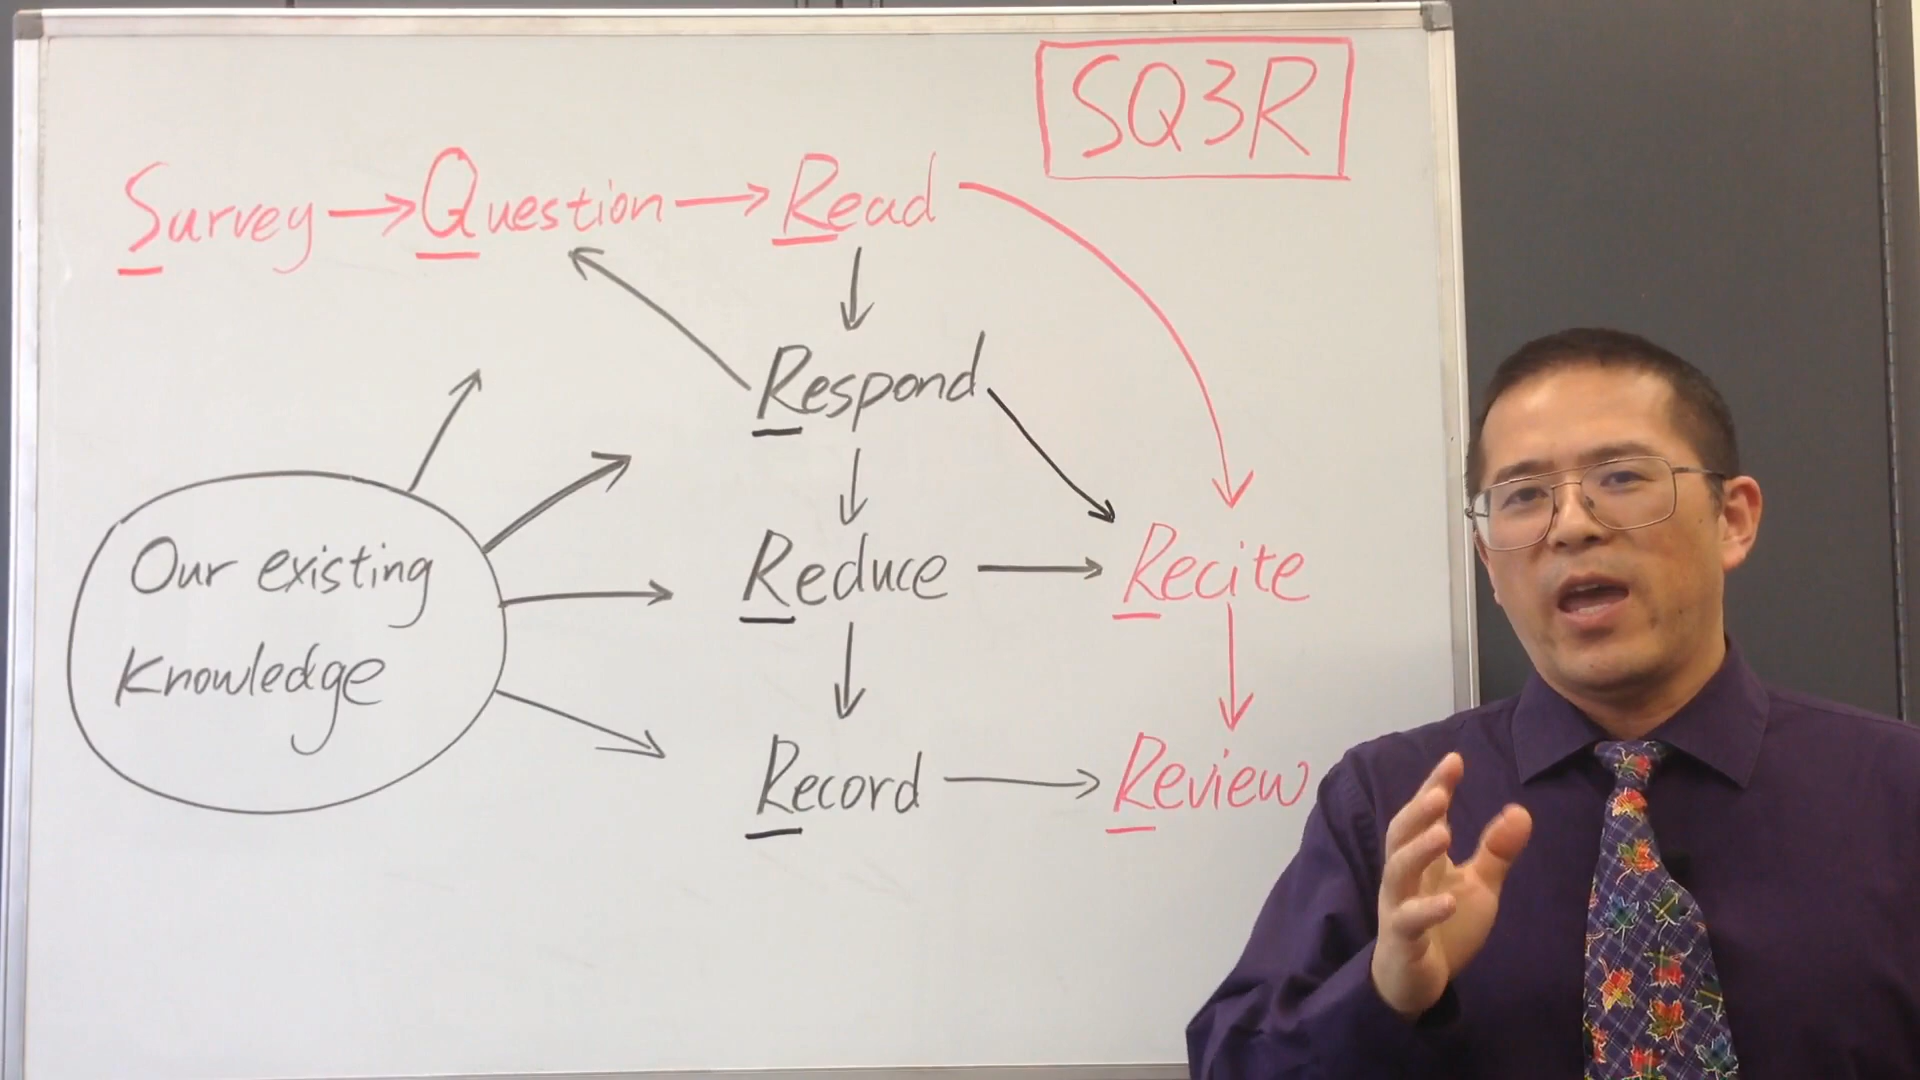 SQ3R
Survey → Question → Read
Respond
Our existing
Knowledge
Reduce → Recite
Record → Review